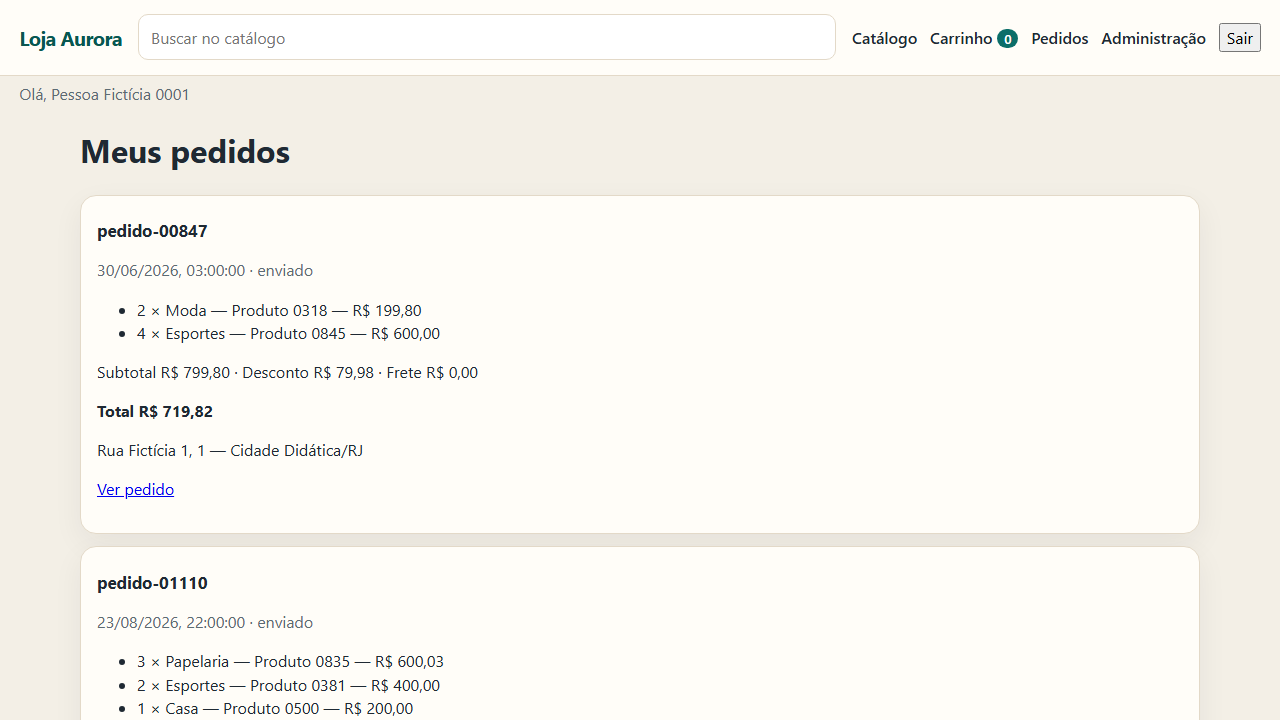 Loja Aurora
Buscar no catálogo
Catálogo
Carrinho 0
Pedidos
Administração
Sair
Olá, Pessoa Fictícia 0001
Meus pedidos
pedido-00847
30/06/2026, 03:00:00 · enviado
2 × Moda — Produto 0318 — R$ 199,80
4 × Esportes — Produto 0845 — R$ 600,00
Subtotal R$ 799,80 · Desconto R$ 79,98 · Frete R$ 0,00
Total R$ 719,82
Rua Fictícia 1, 1 — Cidade Didática/RJ
Ver pedido
pedido-01110
23/08/2026, 22:00:00 · enviado
3 × Papelaria — Produto 0835 — R$ 600,03
2 × Esportes — Produto 0381 — R$ 400,00
1 × Casa — Produto 0500 — R$ 200,00